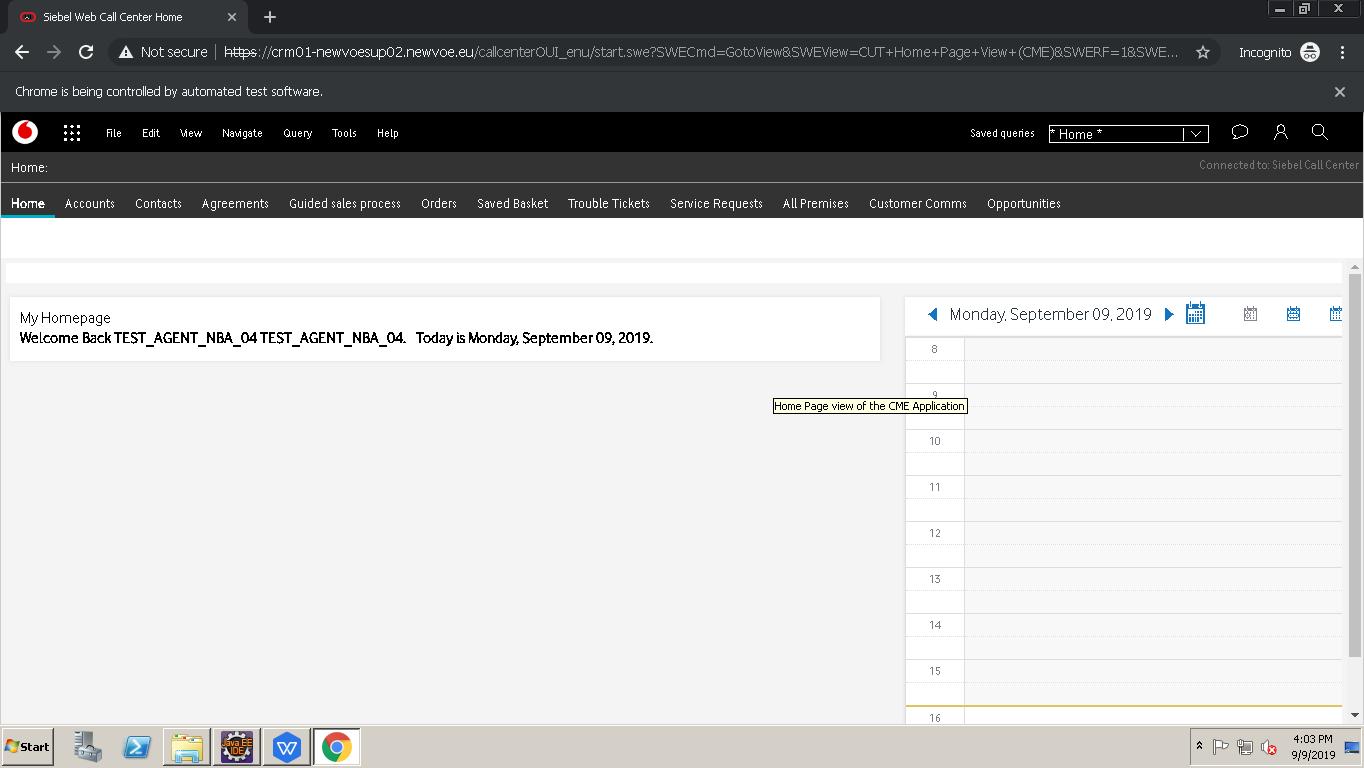 Siebel Web Call Center Home
Not secure
https://crm01-newvoesup02.newvoe.eu/callcenterOUI_enu/start.swe?SWECmd=GotoView&SWEView=CUT+Home+Page+View+(CME)&SWERF=1&SWE...
Incognito
Chrome is being controlled by automated test software.
File Edit View Navigate Query Tools Help
Saved queries
* Home *
Home:
Connected to: Siebel Call Center
Home Accounts Contacts Agreements Guided sales process Orders Saved Basket Trouble Tickets Service Requests All Premises Customer Comms Opportunities
My Homepage
Welcome Back TEST_AGENT_NBA_04 TEST_AGENT_NBA_04. Today is Monday, September 09, 2019.
Monday, September 09, 2019
8
9
Home Page view of the CME Application
10
11
12
13
14
15
16
Start
Java EE
IDE
4:03 PM
9/9/2019